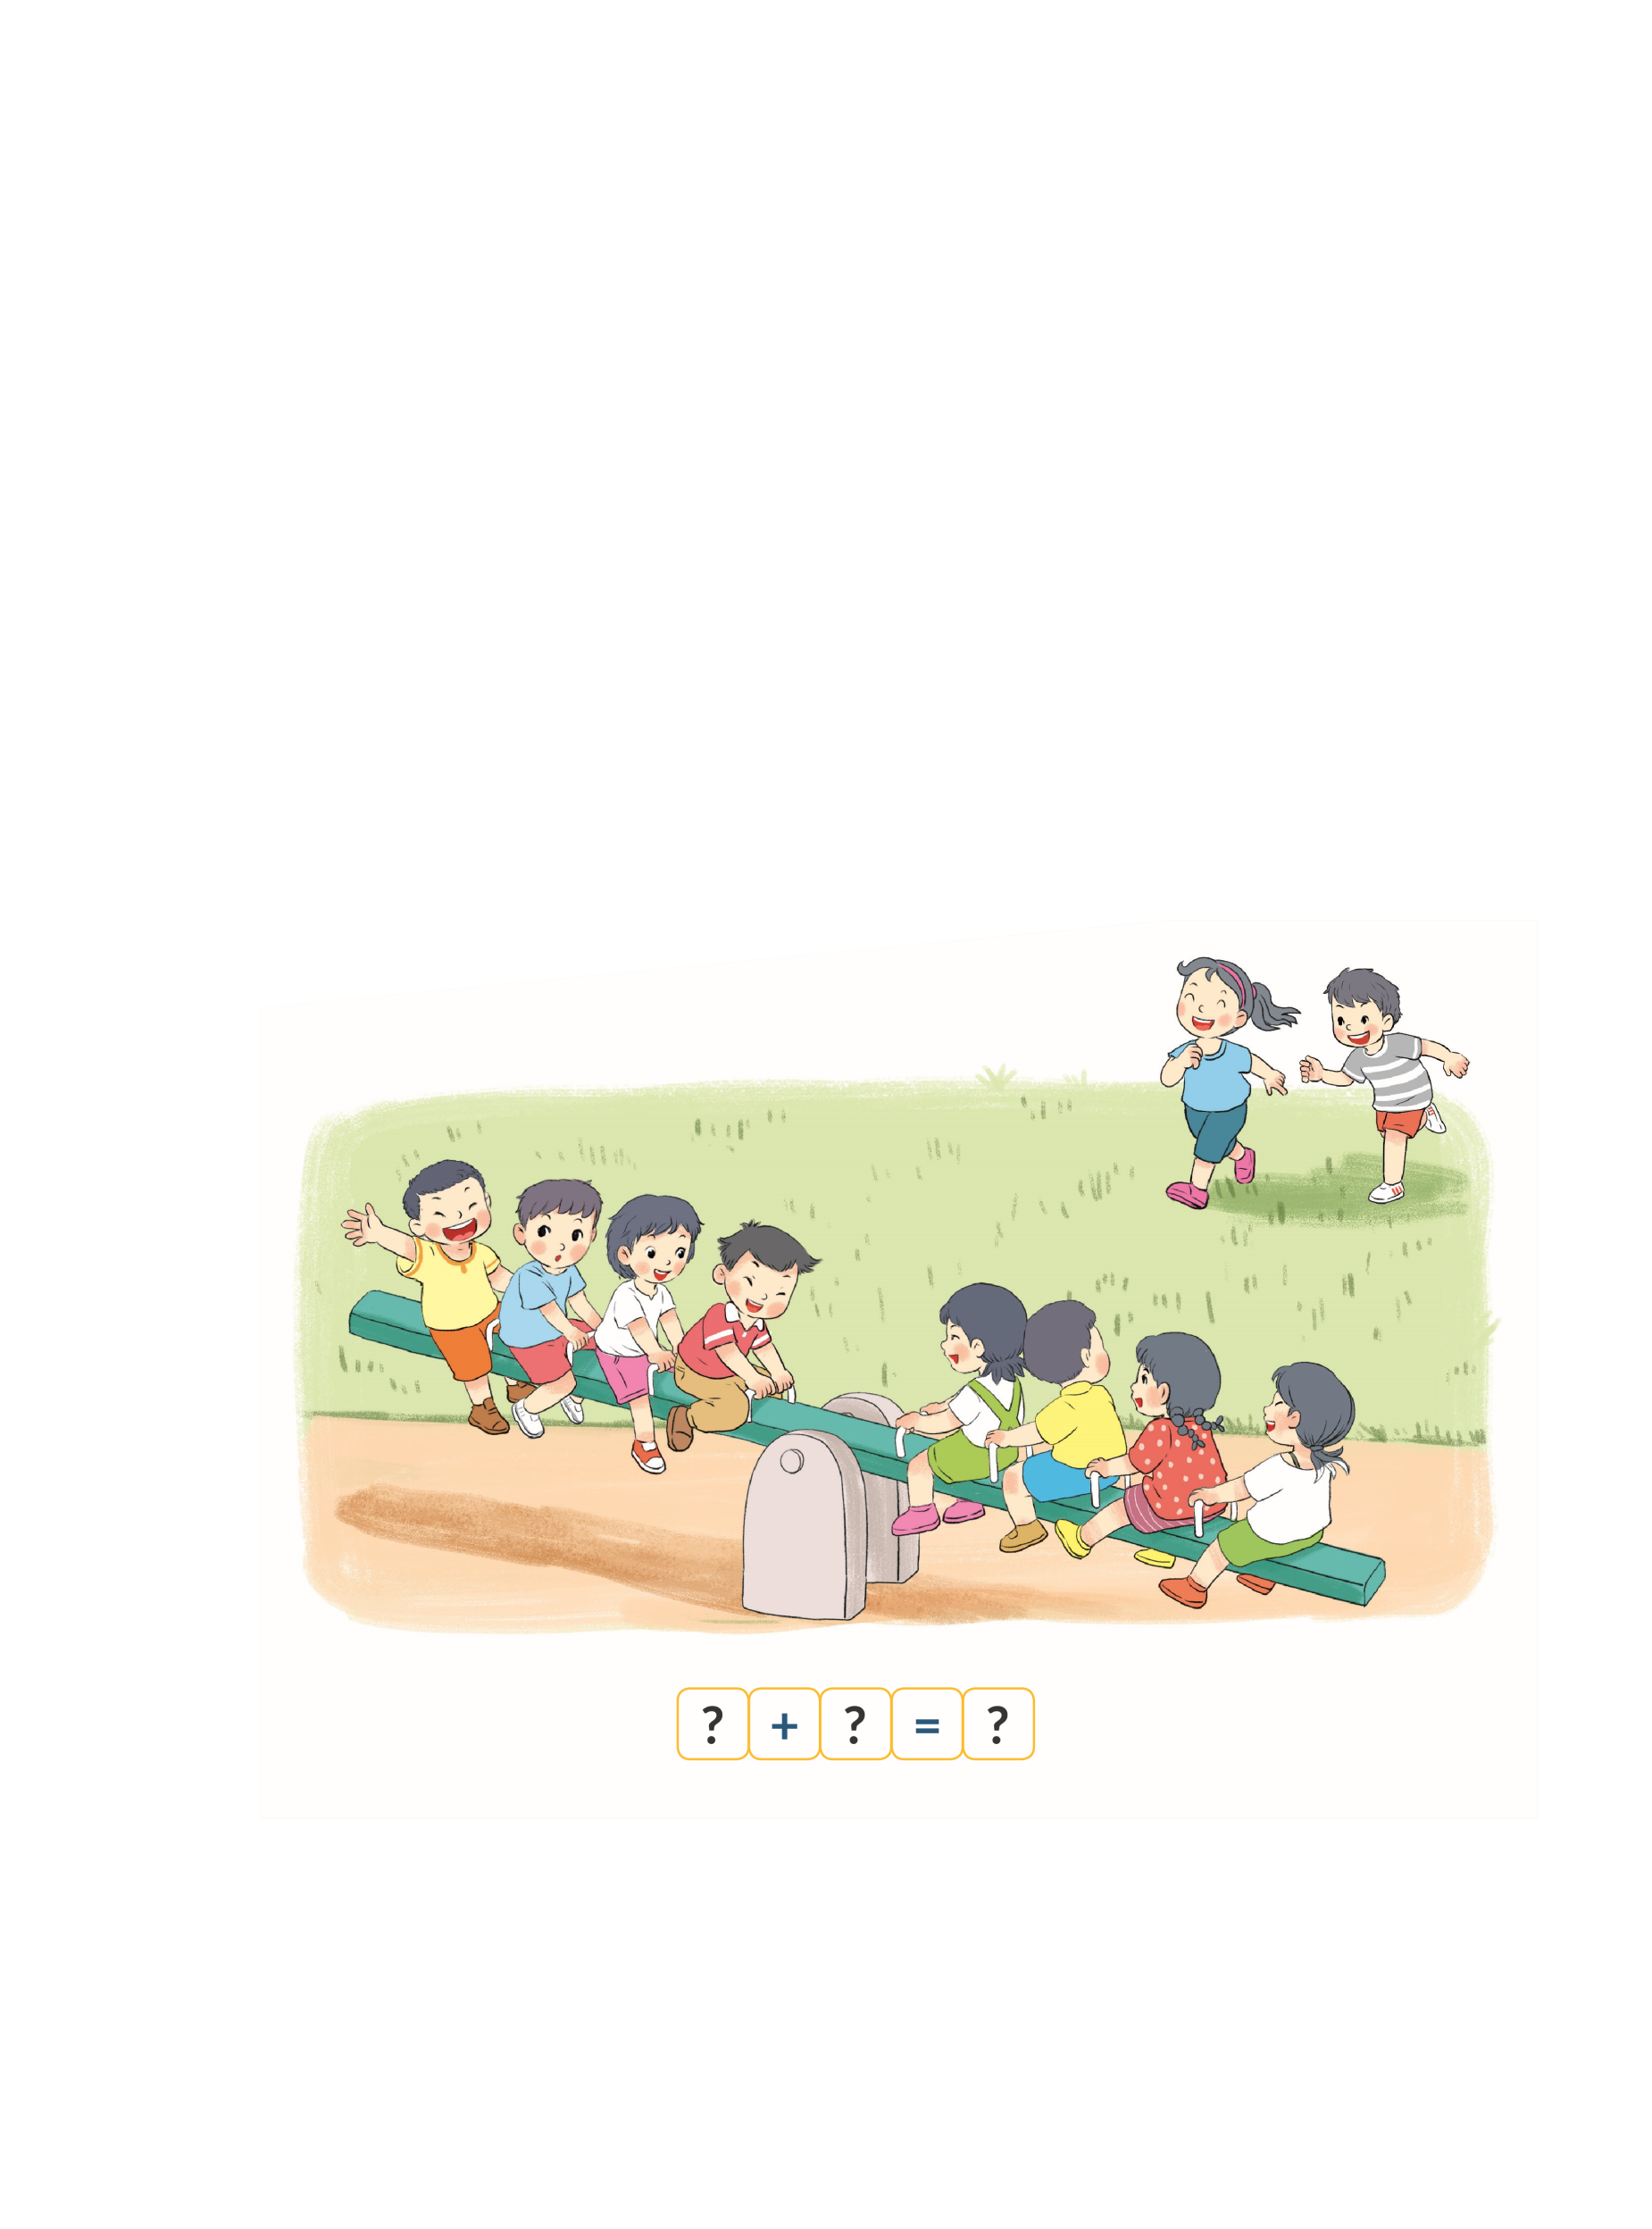 ? + ? = ?